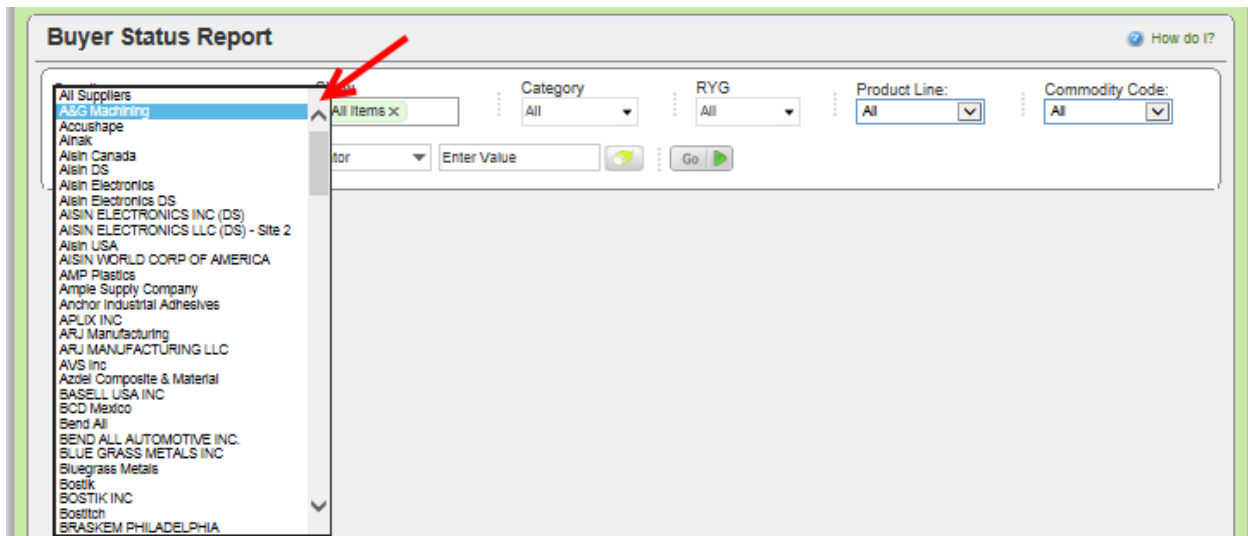 Buyer Status Report
How do I?
Category
RYG
Product Line:
Commodity Code:
All Items ×
All
All
All
All
tor
Enter Value
Go
All Suppliers
A&G Machining
Accushape
Ainak
Aisin Canada
Aisin DS
Aisin Electronics
Aisin Electronics DS
AISIN ELECTRONICS INC (DS)
AISIN ELECTRONICS LLC (DS) - Site 2
Aisin USA
AISIN WORLD CORP OF AMERICA
AMP Plastics
Ample Supply Company
Anchor Industrial Adhesives
APLIX INC
ARJ Manufacturing
ARJ MANUFACTURING LLC
AVS Inc
Azdel Composite & Material
BASELL USA INC
BCD Mexico
Bend All
BEND ALL AUTOMOTIVE INC.
BLUE GRASS METALS INC
Bluegrass Metals
Bostik
BOSTIK INC
Bostitch
BRASKEM PHILADELPHIA